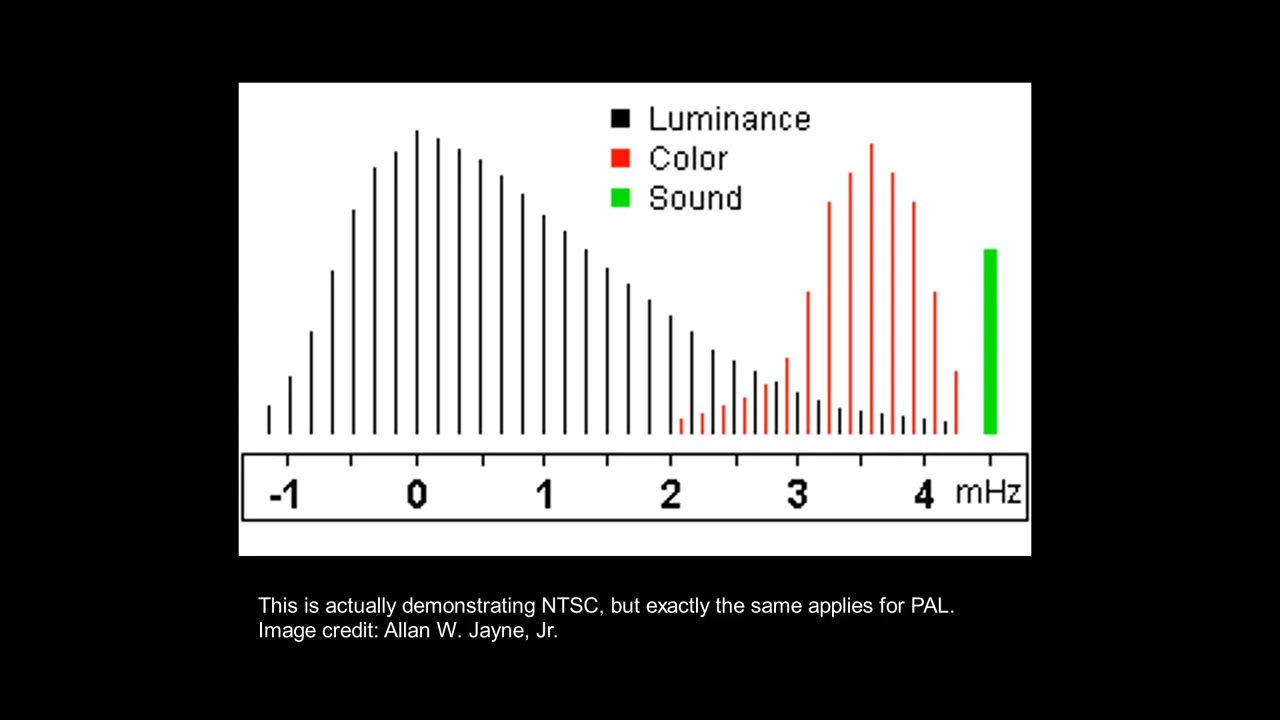 Luminance
Color
Sound
-1 0 1 2 3 4 mHz
This is actually demonstrating NTSC, but exactly the same applies for PAL.
Image credit: Allan W. Jayne, Jr.